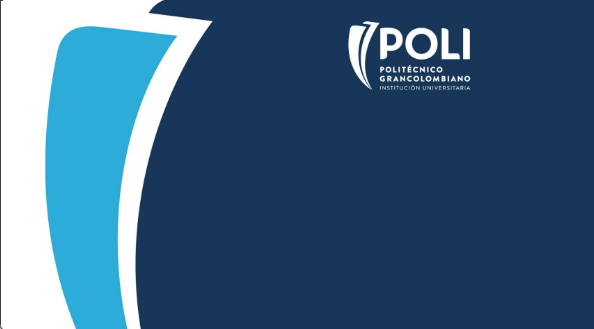 POLI
POLITÉCNICO
GRANCOLOMBIANO
INSTITUCIÓN UNIVERSITARIA